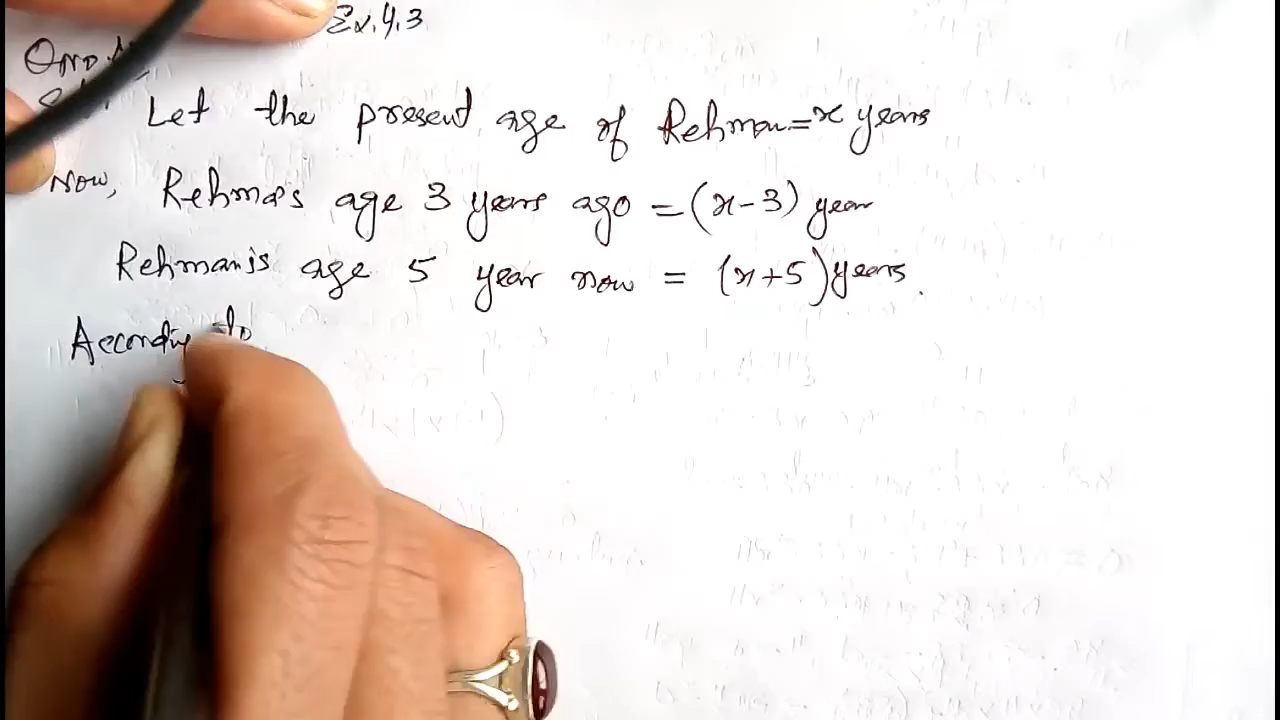 Ex.4.3
Let the present age of Rehman=x years
Now, Rehman's age 3 years ago = (x-3) year
Rehman's age 5 year now = (x+5) years.
According to